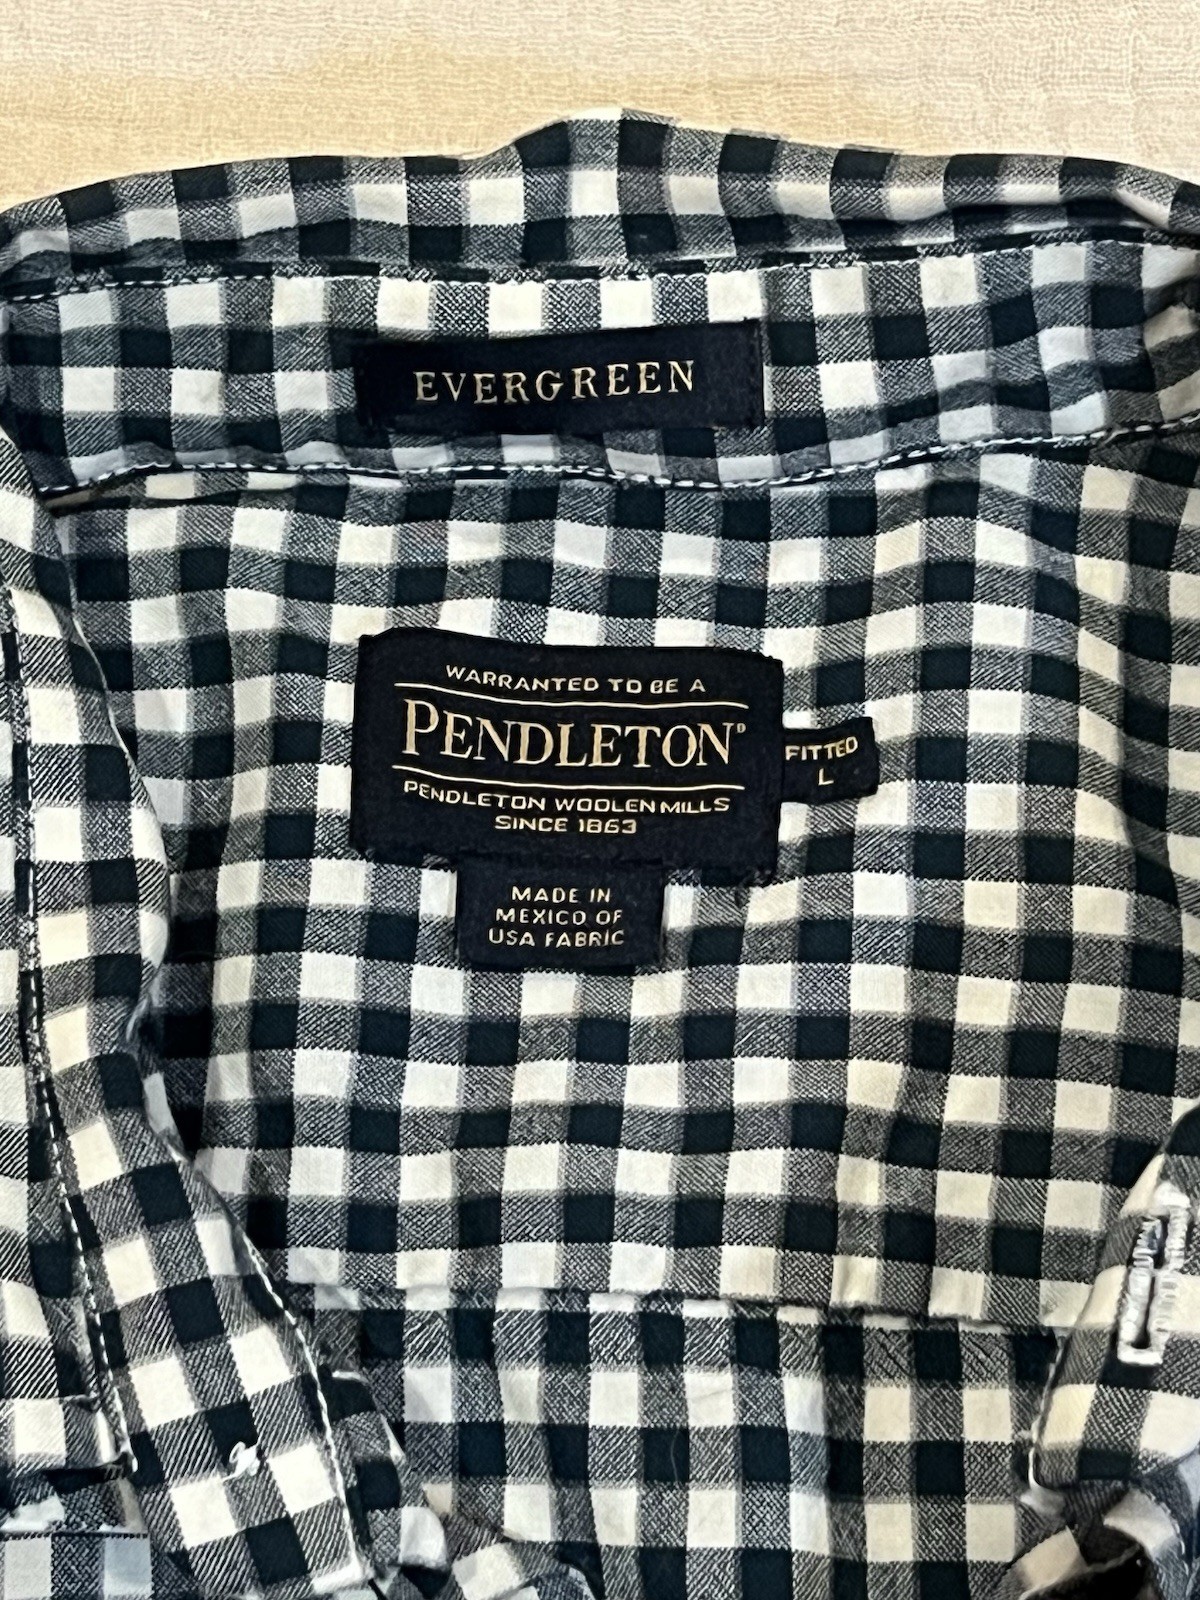 EVERGREEN
WARRANTED TO BE A
PENDLETON®
FITTED
L
PENDLETON WOOLEN MILLS
SINCE 1863
MADE IN
MEXICO OF
USA FABRIC